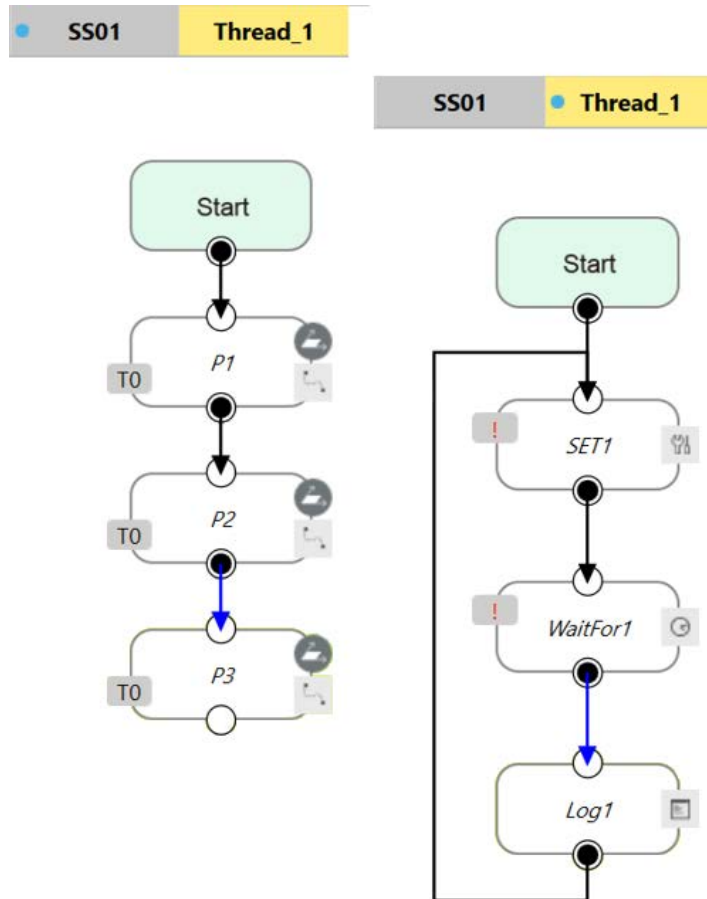 SS01 Thread_1
SS01 Thread_1
Start
P1
T0
P2
T0
P3
T0
Start
!
SET1
!
WaitFor1
Log1